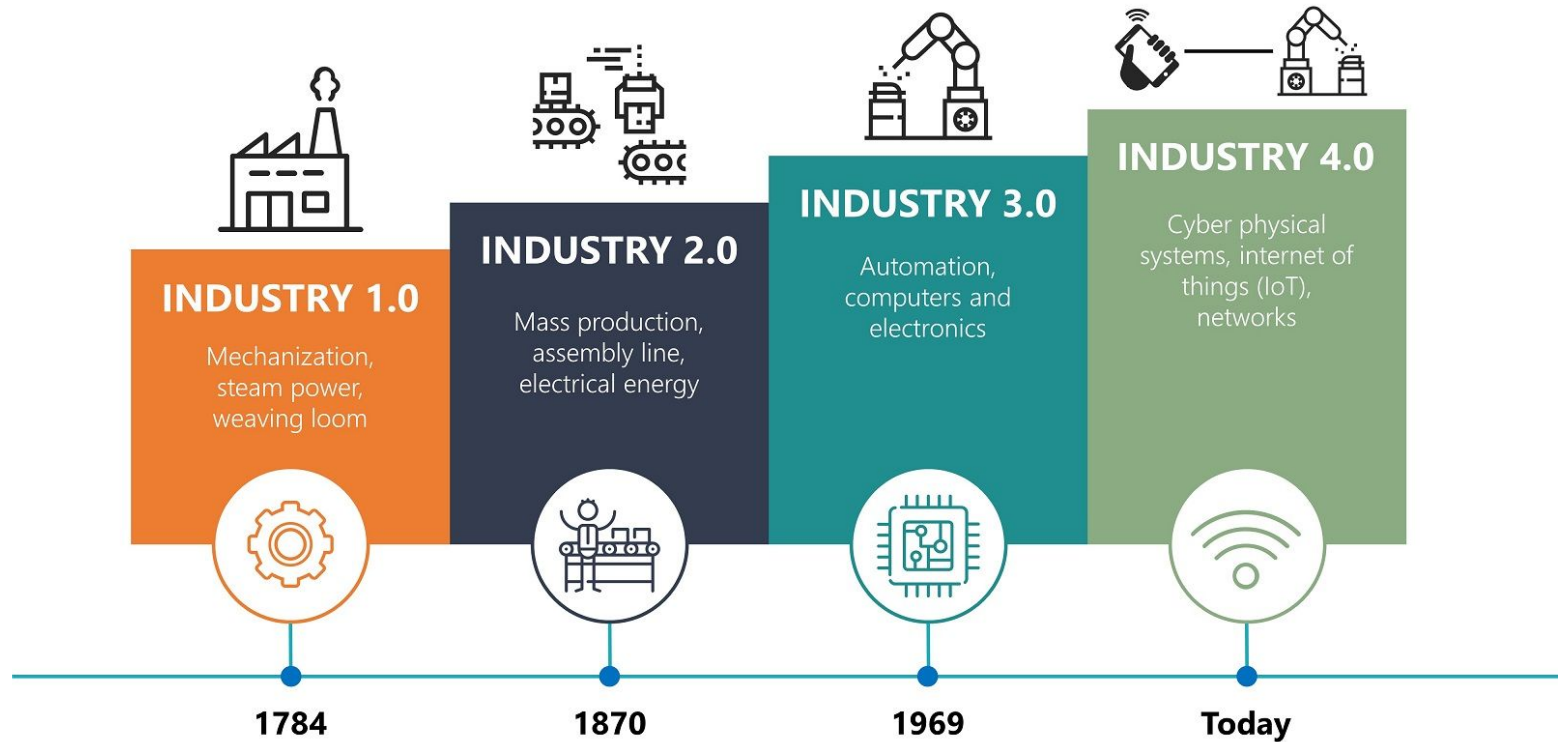 INDUSTRY 1.0
Mechanization,
steam power,
weaving loom
INDUSTRY 2.0
Mass production,
assembly line,
electrical energy
INDUSTRY 3.0
Automation,
computers and
electronics
INDUSTRY 4.0
Cyber physical
systems, internet of
things (IoT),
networks
1784
1870
1969
Today